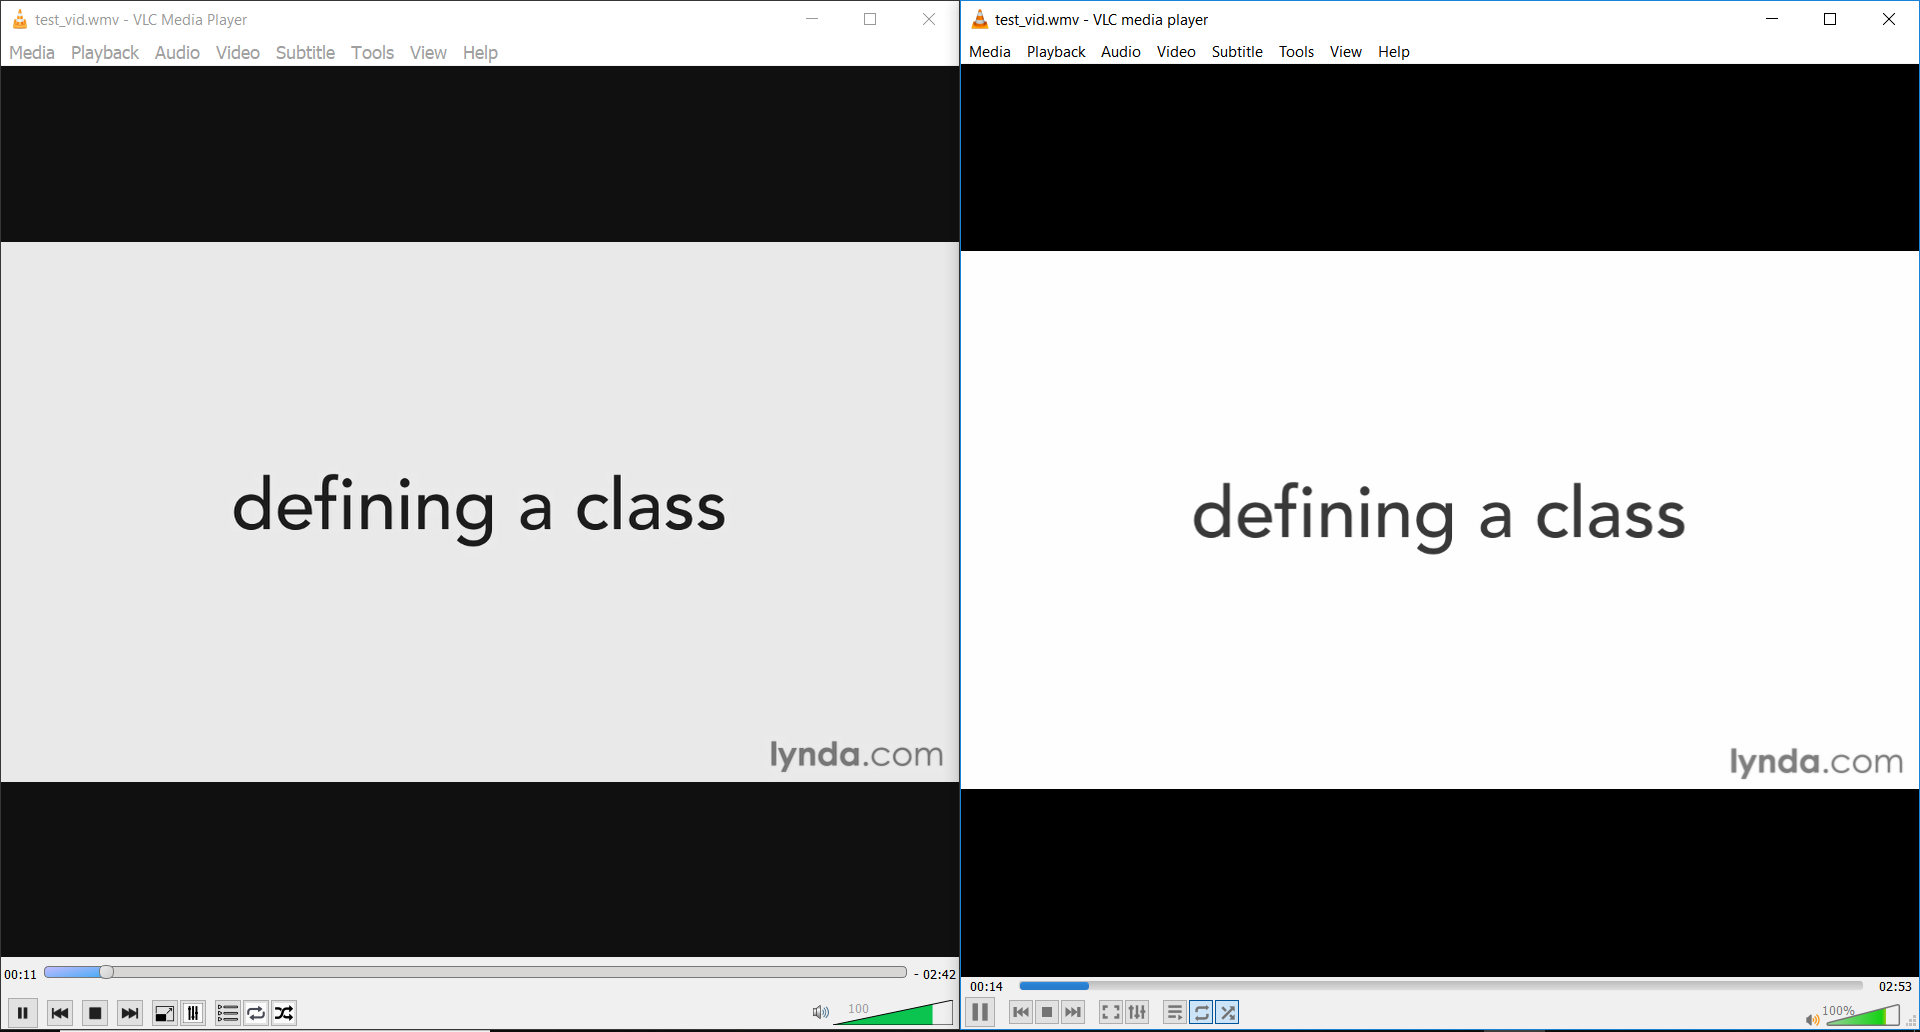 test_vid.wmv - VLC Media Player
Media Playback Audio Video Subtitle Tools View Help
defining a class
lynda.com
00:11
- 02:42
100
test_vid.wmv - VLC media player
Media Playback Audio Video Subtitle Tools View Help
defining a class
lynda.com
00:14
02:53
100%